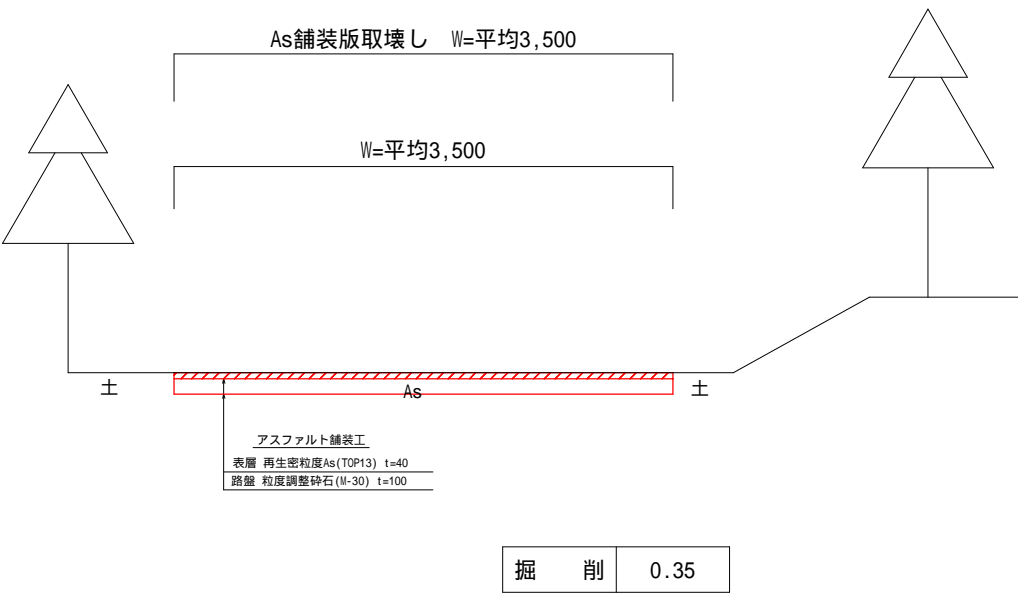 As舗装版取壊し　W=平均3,500
W=平均3,500
土
As
土
アスファルト舗装工
表層 再生密粒度As(TOP13) t=40
路盤 粒度調整砕石(M-30) t=100
掘　削 0.35